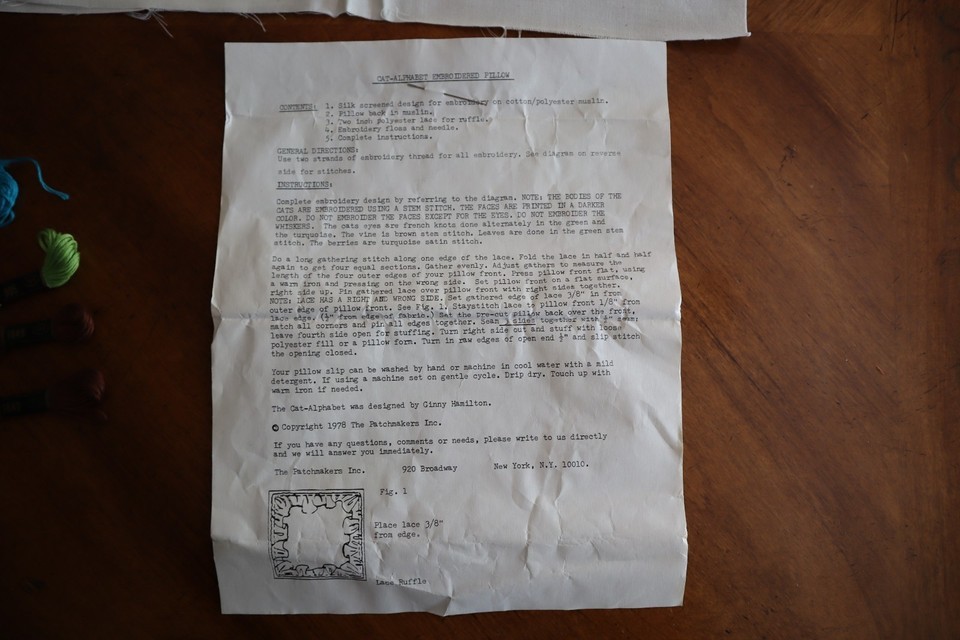 CAT-ALPHABET EMBROIDERED PILLOW
CONTENTS: 1. Silk screened design for embroidery on cotton/polyester muslin.
2. Pillow back in muslin.
3. Two inch polyester lace for ruffle.
4. Embroidery floss and needle.
5. Complete instructions.
GENERAL DIRECTIONS:
Use two strands of embroidery thread for all embroidery. See diagram on reverse
side for stitches.
INSTRUCTIONS:
Complete embroidery design by referring to the diagram. NOTE: THE BODIES OF THE
CATS ARE EMBROIDERED USING A STEM STITCH. THE FACES ARE PRINTED IN A DARKER
COLOR. DO NOT EMBROIDER THE FACES EXCEPT FOR THE EYES. DO NOT EMBROIDER THE
WHISKERS. The cats eyes are french knots done alternately in the green and
the turquoise. The vine is brown stem stitch. Leaves are done in the green stem
stitch. The berries are turquoise satin stitch.
Do a long gathering stitch along one edge of the lace. Fold the lace in half and half
again to get four equal sections. Gather evenly. Adjust gathers to measure the
length of the four outer edges of your pillow front. Press pillow front flat, using
a warm iron and pressing on the wrong side. Set pillow front on a flat surface,
right side up. Pin gathered lace over pillow front with right sides together.
NOTE: LACE HAS A RIGHT AND WRONG SIDE. Set gathered edge of lace 3/8" in from
outer edge of pillow front. See Fig. 1. Staystitch lace to pillow front 1/8" from
lace edge. (½" from edge of fabric.) Set the pre-cut pillow back over the front,
match all corners and pin all edges together. Seam 3 sides together with ½" seam;
leave fourth side open for stuffing. Turn right side out and stuff with loose
polyester fill or a pillow form. Turn in raw edges of open end ½" and slip stitch
the opening closed.
Your pillow slip can be washed by hand or machine in cool water with a mild
detergent. If using a machine set on gentle cycle. Drip dry. Touch up with
warm iron if needed.
The Cat-Alphabet was designed by Ginny Hamilton.
© Copyright 1978 The Patchmakers Inc.
If you have any questions, comments or needs, please write to us directly
and we will answer you immediately.
The Patchmakers Inc. 920 Broadway New York, N.Y. 10010.
Fig. 1
Place lace 3/8"
from edge.
Lace Ruffle